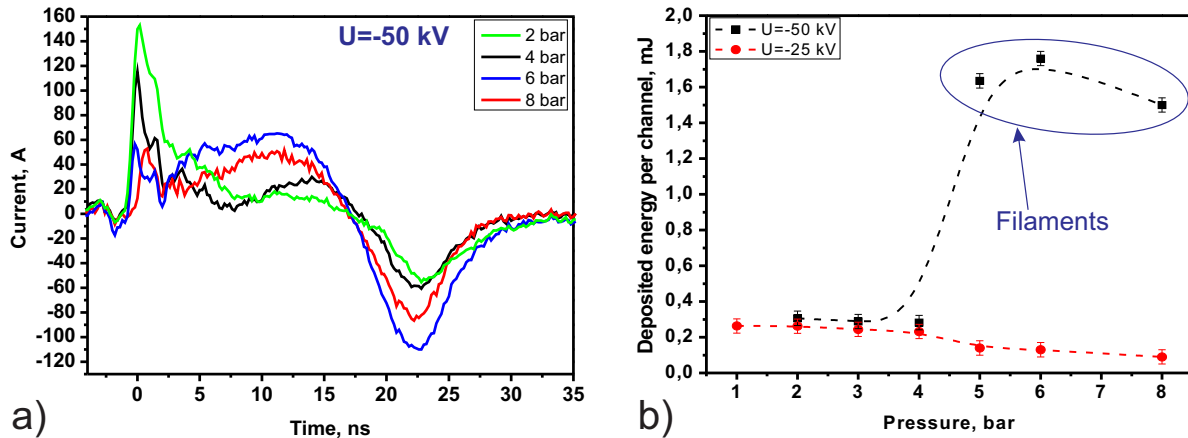 160
140
120
100
80
60
40
20
0
-20
-40
-60
-80
-100
-120
Current, A
U=-50 kV
2 bar
4 bar
6 bar
8 bar
0 5 10 15 20 25 30 35
Time, ns
a)
2,0
1,8
1,6
1,4
1,2
1,0
0,8
0,6
0,4
0,2
0,0
Deposited energy per channel, mJ
U=-50 kV
U=-25 kV
Filaments
1 2 3 4 5 6 7 8
Pressure, bar
b)